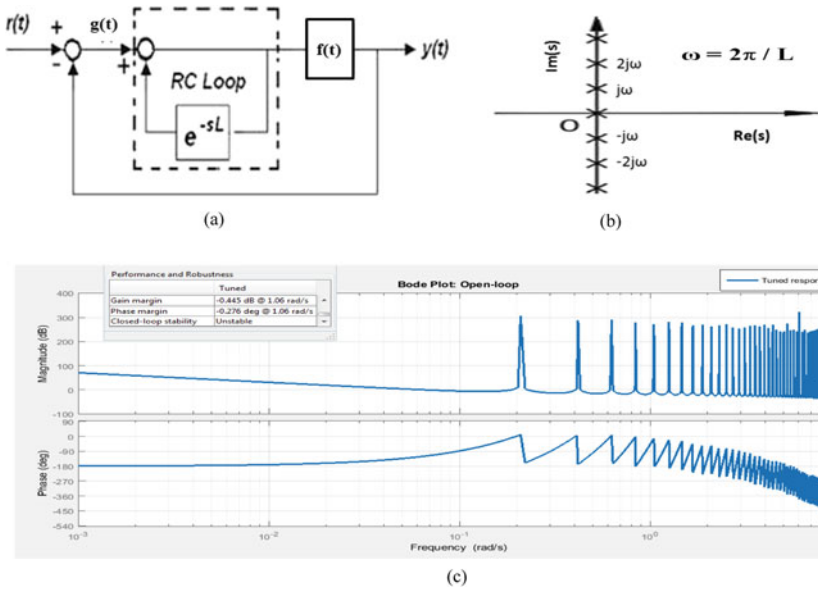 r(t)
+
-
g(t)
+
RC Loop
e^-sL
f(t)
y(t)
(a)
Im(s)
2jω
jω
O
-jω
-2jω
Re(s)
ω = 2π / L
(b)
Performance and Robustness
Tuned
Gain margin -0.445 dB @ 1.06 rad/s
Phase margin -0.276 deg @ 1.06 rad/s
Closed-loop stability Unstable
Bode Plot: Open-loop
Tuned respor
Magnitude (dB)
400
300
200
100
0
-100
Phase (deg)
90
0
-90
-180
-270
-360
-450
-540
10^-3
10^-2
10^-1
10^0
Frequency (rad/s)
(c)